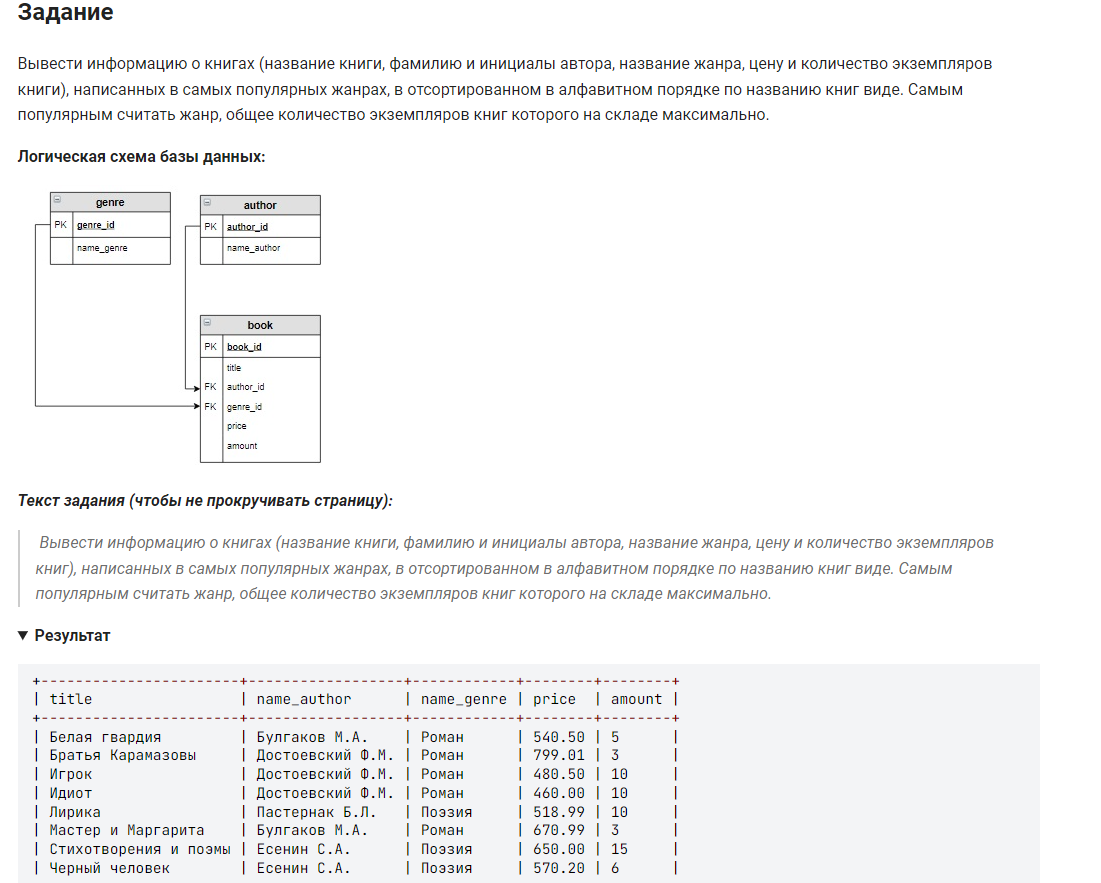 Задание
Вывести информацию о книгах (название книги, фамилию и инициалы автора, название жанра, цену и количество экземпляров
книги), написанных в самых популярных жанрах, в отсортированном в алфавитном порядке по названию книг виде. Самым
популярным считать жанр, общее количество экземпляров книг которого на складе максимально.
Логическая схема базы данных:
genre
PK genre_id
name_genre
author
PK author_id
name_author
book
PK book_id
title
FK author_id
FK genre_id
price
amount
Текст задания (чтобы не прокручивать страницу):
Вывести информацию о книгах (название книги, фамилию и инициалы автора, название жанра, цену и количество экземпляров
книг), написанных в самых популярных жанрах, в отсортированном в алфавитном порядке по названию книг виде. Самым
популярным считать жанр, общее количество экземпляров книг которого на складе максимально.
▼ Результат
+-----------------------+------------------+------------+--------+--------+
| title | name_author | name_genre | price | amount |
+-----------------------+------------------+------------+--------+--------+
| Белая гвардия | Булгаков М.А. | Роман | 540.50 | 5 |
| Братья Карамазовы | Достоевский Ф.М. | Роман | 799.01 | 3 |
| Игрок | Достоевский Ф.М. | Роман | 480.50 | 10 |
| Идиот | Достоевский Ф.М. | Роман | 460.00 | 10 |
| Лирика | Пастернак Б.Л. | Поэзия | 518.99 | 10 |
| Мастер и Маргарита | Булгаков М.А. | Роман | 670.99 | 3 |
| Стихотворения и поэмы | Есенин С.А. | Поэзия | 650.00 | 15 |
| Черный человек | Есенин С.А. | Поэзия | 570.20 | 6 |